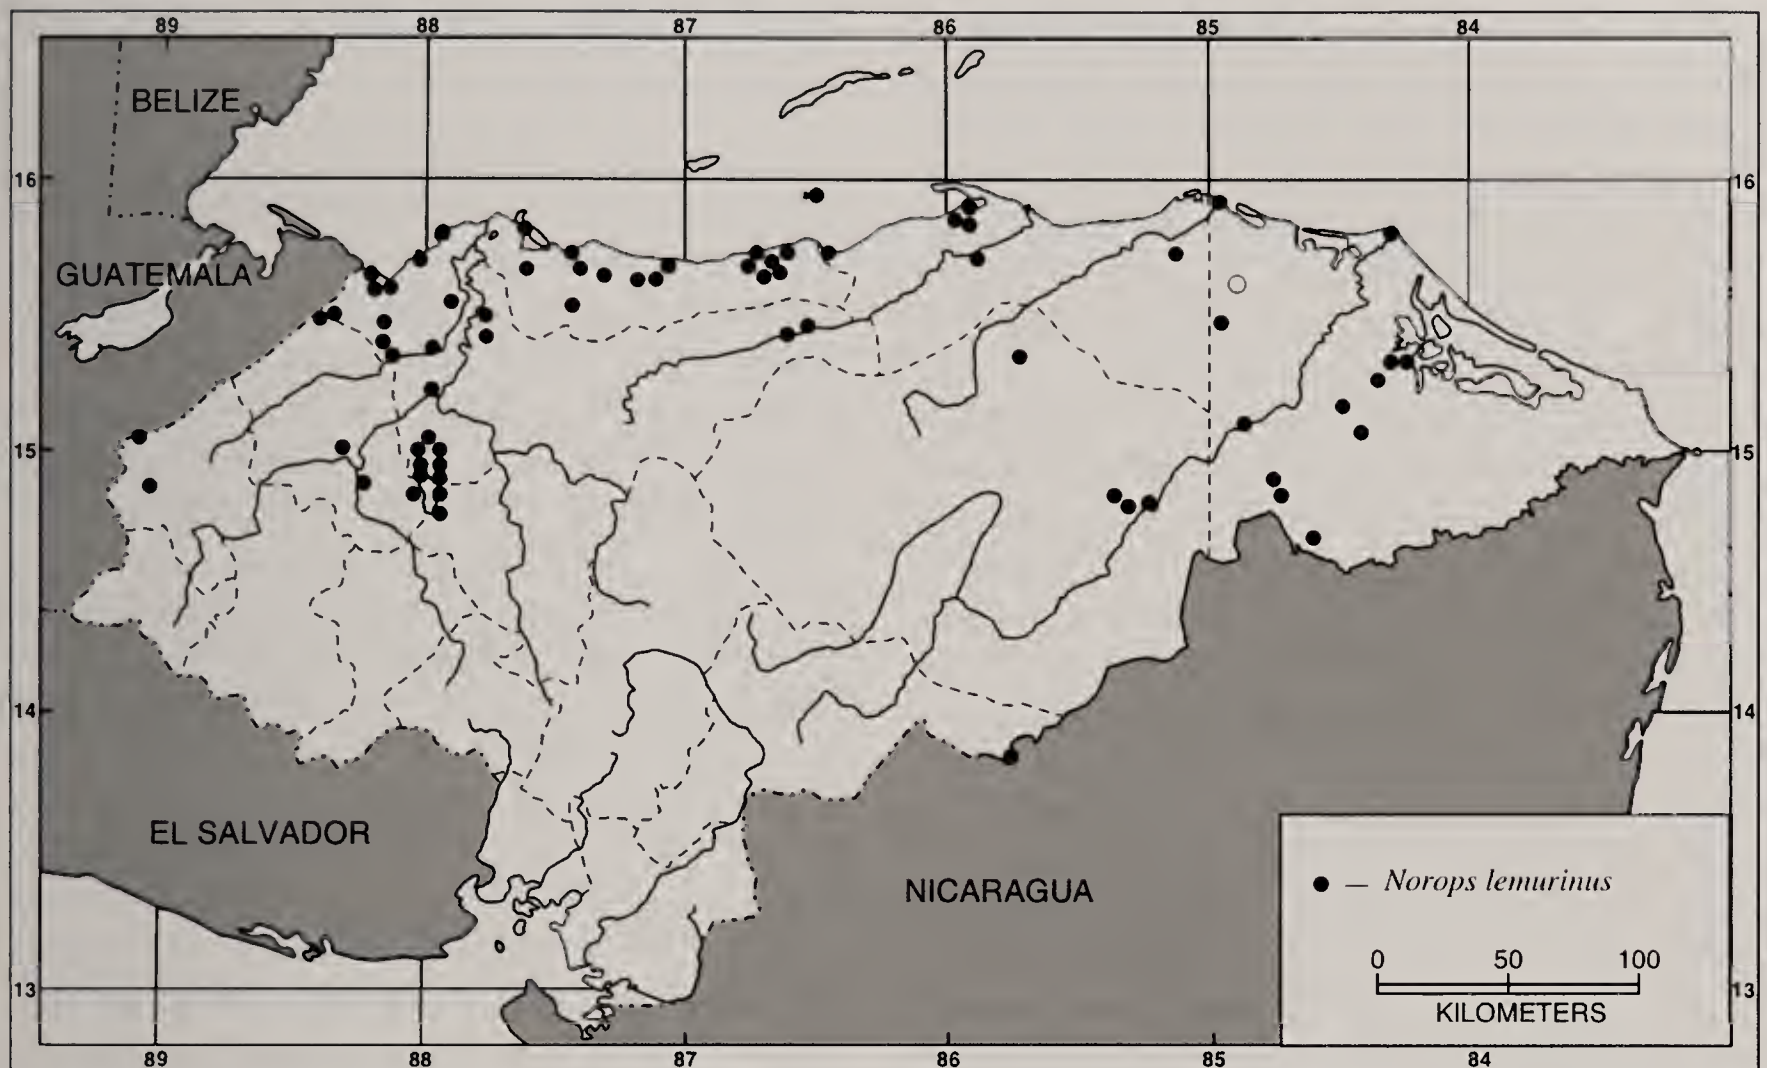 89 88 87 86 85 84
BELIZE
16 16
GUATEMALA
15 15
14 14
EL SALVADOR
NICARAGUA
● — Norops lemurinus
0 50 100
KILOMETERS
13 13
89 88 87 86 85 84